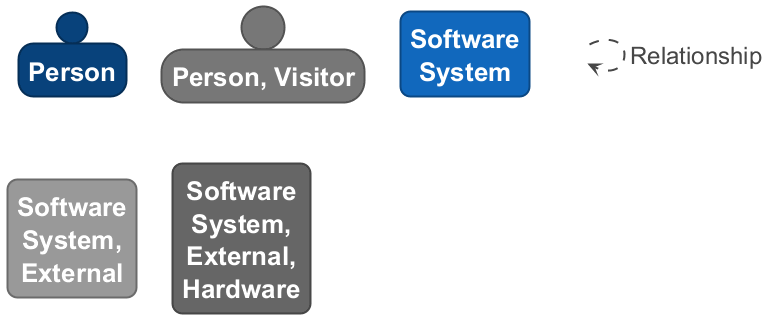 Person
Person, Visitor
Software
System
Relationship
Software
System,
External
Software
System,
External,
Hardware